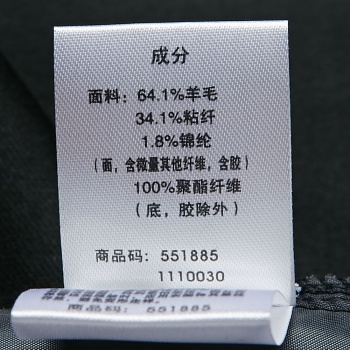 成分
面料：64.1%羊毛
34.1%粘纤
1.8%锦纶
（面，含微量其他纤维，含胶）
100%聚酯纤维
（底，胶除外）
商品码：551885
1110030
商品码：551885